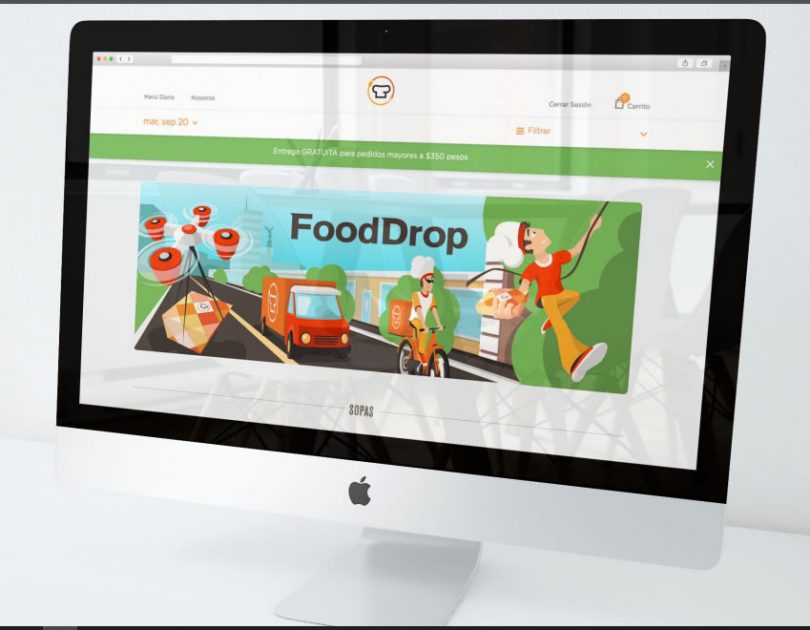 Menú Diario
Nosotros
Cerrar Sesión
0
Carrito
mar, sep 20
Filtrar
Entrega GRATUITA para pedidos mayores a $350 pesos
FoodDrop
SOPAS